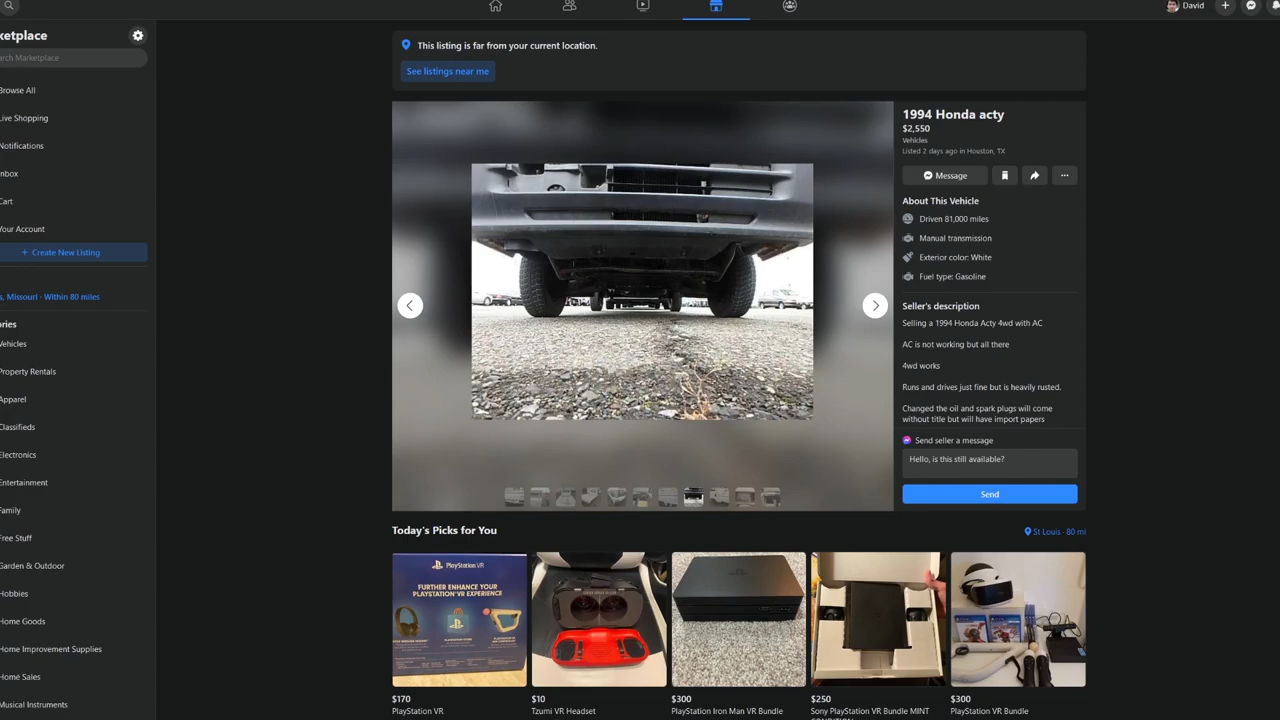 David
ketplace
arch Marketplace
Browse All
Live Shopping
Notifications
nbox
Cart
Your Account
+ Create New Listing
s, Missouri · Within 80 miles
ories
Vehicles
Property Rentals
Apparel
Classifieds
Electronics
Entertainment
Family
Free Stuff
Garden & Outdoor
Hobbies
Home Goods
Home Improvement Supplies
Home Sales
Musical Instruments
This listing is far from your current location.
See listings near me
1994 Honda acty
$2,550
Vehicles
Listed 2 days ago in Houston, TX
Message
About This Vehicle
Driven 81,000 miles
Manual transmission
Exterior color: White
Fuel type: Gasoline
Seller's description
Selling a 1994 Honda Acty 4wd with AC
AC is not working but all there
4wd works
Runs and drives just fine but is heavily rusted.
Changed the oil and spark plugs will come
without title but will have import papers
Send seller a message
Hello, is this still available?
Send
Today's Picks for You
St Louis · 80 mi
PlayStation VR
FURTHER ENHANCE YOUR
PLAYSTATION®VR EXPERIENCE
$170
PlayStation VR
$10
Tzumi VR Headset
$300
PlayStation Iron Man VR Bundle
$250
Sony PlayStation VR Bundle MINT
$300
PlayStation VR Bundle